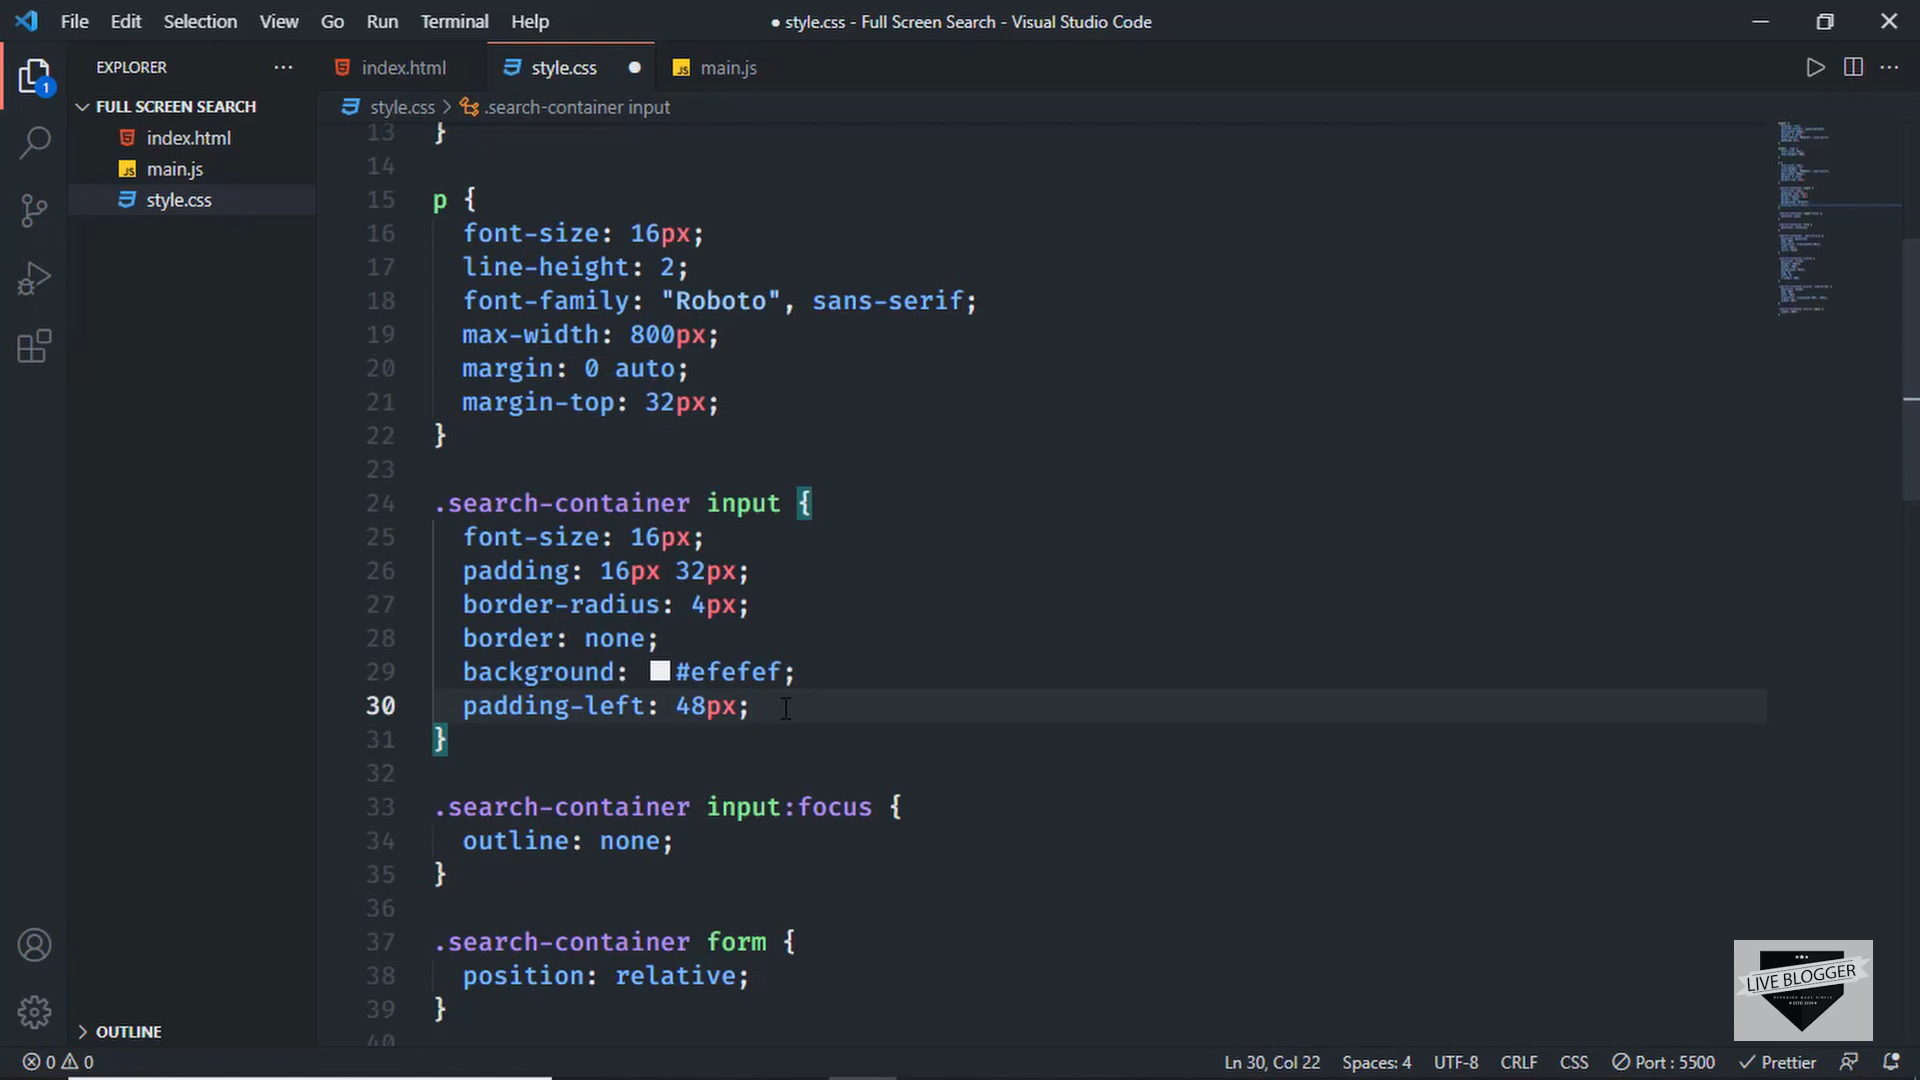 File Edit Selection View Go Run Terminal Help
● style.css - Full Screen Search - Visual Studio Code
EXPLORER
1
FULL SCREEN SEARCH
index.html
main.js
style.css
index.html style.css main.js
style.css > .search-container input
13 }
14
15 p {
16 font-size: 16px;
17 line-height: 2;
18 font-family: "Roboto", sans-serif;
19 max-width: 800px;
20 margin: 0 auto;
21 margin-top: 32px;
22 }
23
24 .search-container input {
25 font-size: 16px;
26 padding: 16px 32px;
27 border-radius: 4px;
28 border: none;
29 background: #efefef;
30 padding-left: 48px;
31 }
32
33 .search-container input:focus {
34 outline: none;
35 }
36
37 .search-container form {
38 position: relative;
39 }
40
OUTLINE
LIVE BLOGGER
0 0 Ln 30, Col 22 Spaces: 4 UTF-8 CRLF CSS Port : 5500 Prettier